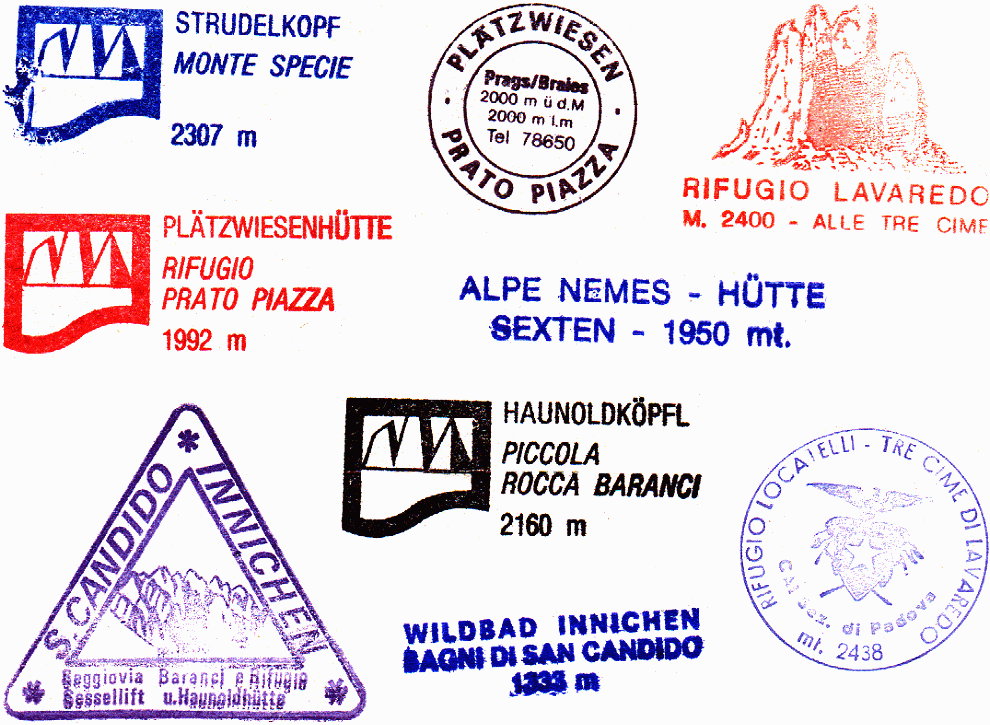 STRUDELKOPF
MONTE SPECIE
2307 m
PLÄTZWIESEN
Prags/Braies
2000 m ü d.M
2000 m l.m
Tel 78650
PRATO PIAZZA
RIFUGIO LAVAREDO
M. 2400 - ALLE TRE CIME
PLÄTZWIESENHÜTTE
RIFUGIO
PRATO PIAZZA
1992 m
ALPE NEMES - HÜTTE
SEXTEN - 1950 mt.
HAUNOLDKÖPFL
PICCOLA
ROCCA BARANCI
2160 m
S. CANDIDO
INNICHEN
Seggiovia Baranci e Rifugio
Sessellift u.Haunoldhütte
RIFUGIO LOCATELLI - TRE CIME DI LAVAREDO
CAI Sez. di Padova
mt. 2438
WILDBAD INNICHEN
BAGNI DI SAN CANDIDO
1333 m